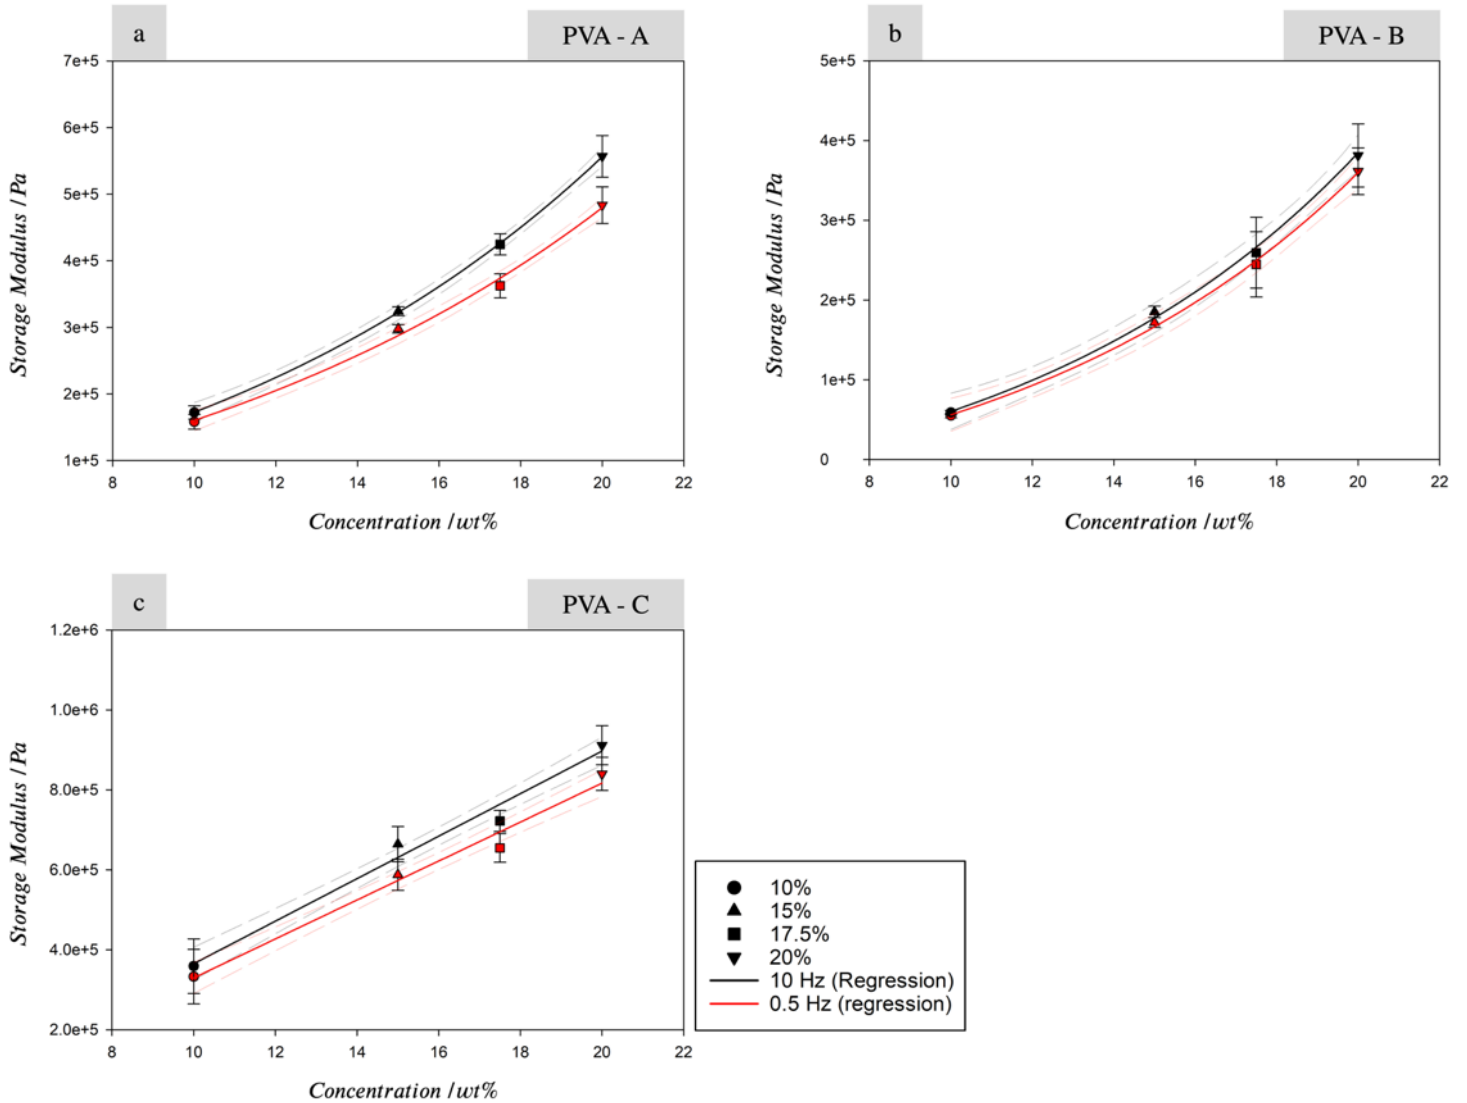 a
PVA - A
7e+5
6e+5
5e+5
4e+5
3e+5
2e+5
1e+5
8 10 12 14 16 18 20 22
Storage Modulus /Pa
Concentration /wt%
b
PVA - B
5e+5
4e+5
3e+5
2e+5
1e+5
0
8 10 12 14 16 18 20 22
Storage Modulus /Pa
Concentration /wt%
c
PVA - C
1.2e+6
1.0e+6
8.0e+5
6.0e+5
4.0e+5
2.0e+5
8 10 12 14 16 18 20 22
Storage Modulus /Pa
Concentration /wt%
10%
15%
17.5%
20%
10 Hz (Regression)
0.5 Hz (regression)